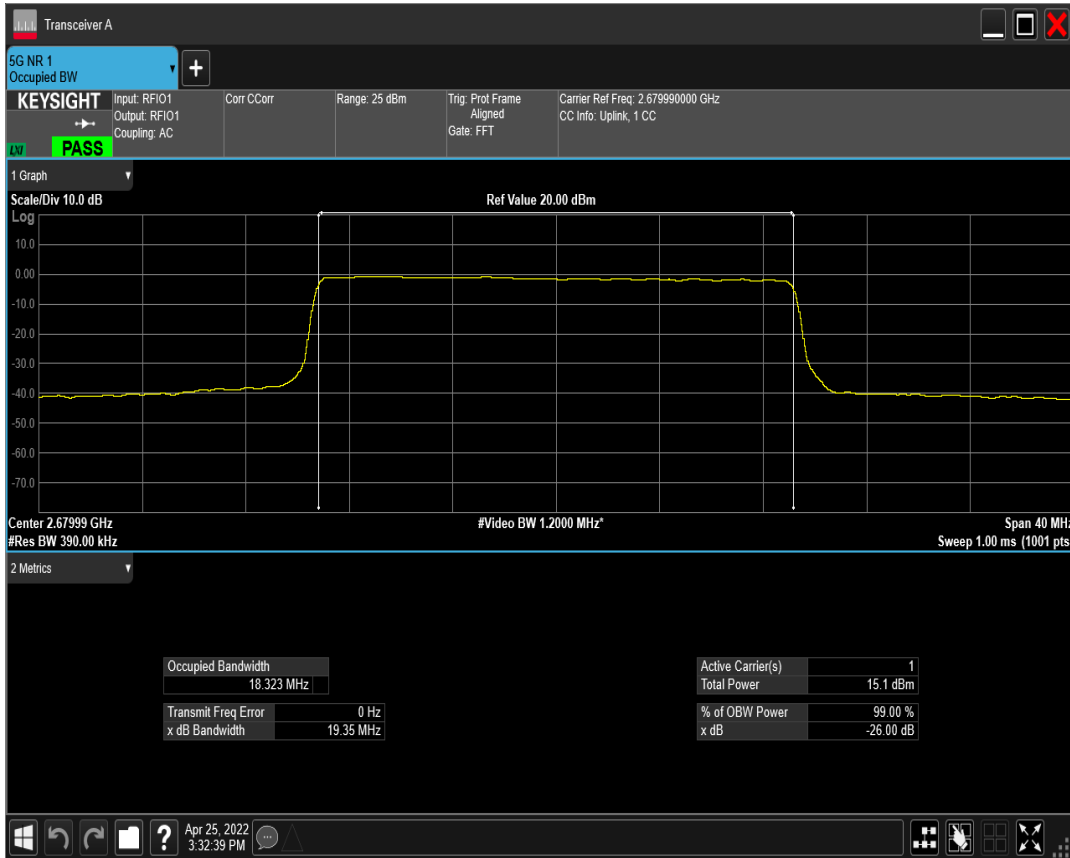 Transceiver A
5G NR 1
Occupied BW
KEYSIGHT
Input: RFIO1
Output: RFIO1
Coupling: AC
Corr CCorr
Range: 25 dBm
Trig: Prot Frame
Aligned
Gate: FFT
Carrier Ref Freq: 2.679990000 GHz
CC Info: Uplink, 1 CC
LXI
PASS
1 Graph
Scale/Div 10.0 dB
Ref Value 20.00 dBm
Log
10.0
0.00
-10.0
-20.0
-30.0
-40.0
-50.0
-60.0
-70.0
Center 2.67999 GHz
#Video BW 1.2000 MHz*
Span 40 MHz
#Res BW 390.00 kHz
Sweep 1.00 ms (1001 pts
2 Metrics
Occupied Bandwidth
18.323 MHz
Transmit Freq Error 0 Hz
x dB Bandwidth 19.35 MHz
Active Carrier(s) 1
Total Power 15.1 dBm
% of OBW Power 99.00 %
x dB -26.00 dB
?
Apr 25, 2022
3:32:39 PM